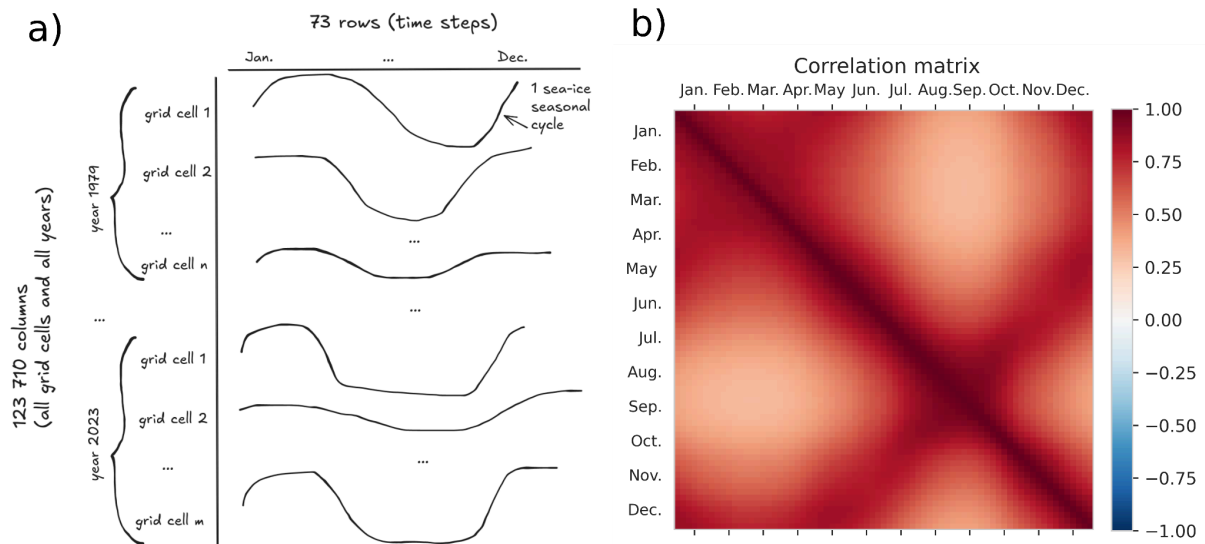 a)
73 rows (time steps)
Jan. ... Dec.
1 sea-ice
seasonal
cycle
123 710 columns
(all grid cells and all years)
year 1979
grid cell 1
grid cell 2
...
...
grid cell n
...
...
year 2023
grid cell 1
grid cell 2
...
...
grid cell m
b)
Correlation matrix
Jan. Feb. Mar. Apr. May Jun. Jul. Aug. Sep. Oct. Nov. Dec.
Jan.
Feb.
Mar.
Apr.
May
Jun.
Jul.
Aug.
Sep.
Oct.
Nov.
Dec.
1.00
0.75
0.50
0.25
0.00
−0.25
−0.50
−0.75
−1.00